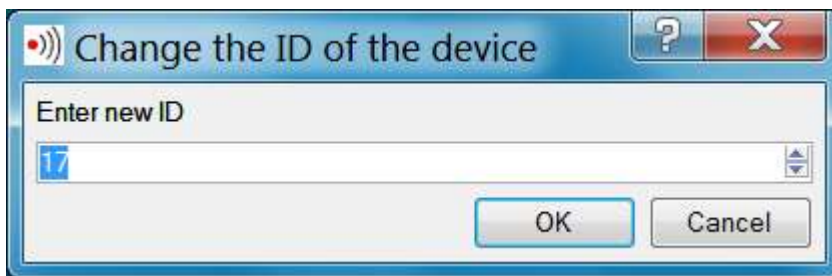 Change the ID of the device
Enter new ID
17
OK
Cancel